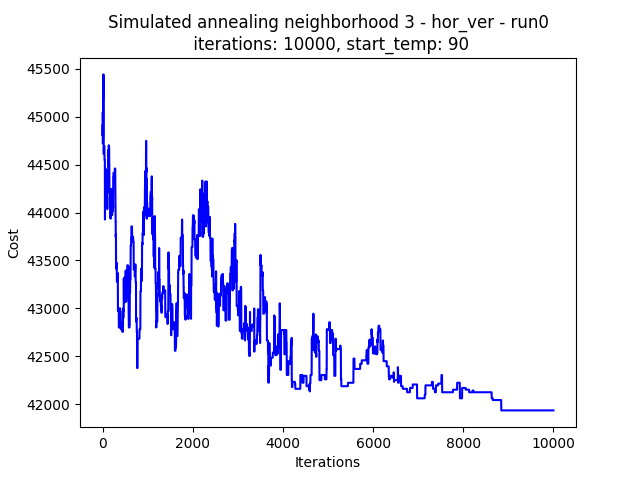 Simulated annealing neighborhood 3 - hor_ver - run0
iterations: 10000, start_temp: 90
45500
45000
44500
44000
43500
43000
42500
42000
Cost
0 2000 4000 6000 8000 10000
Iterations